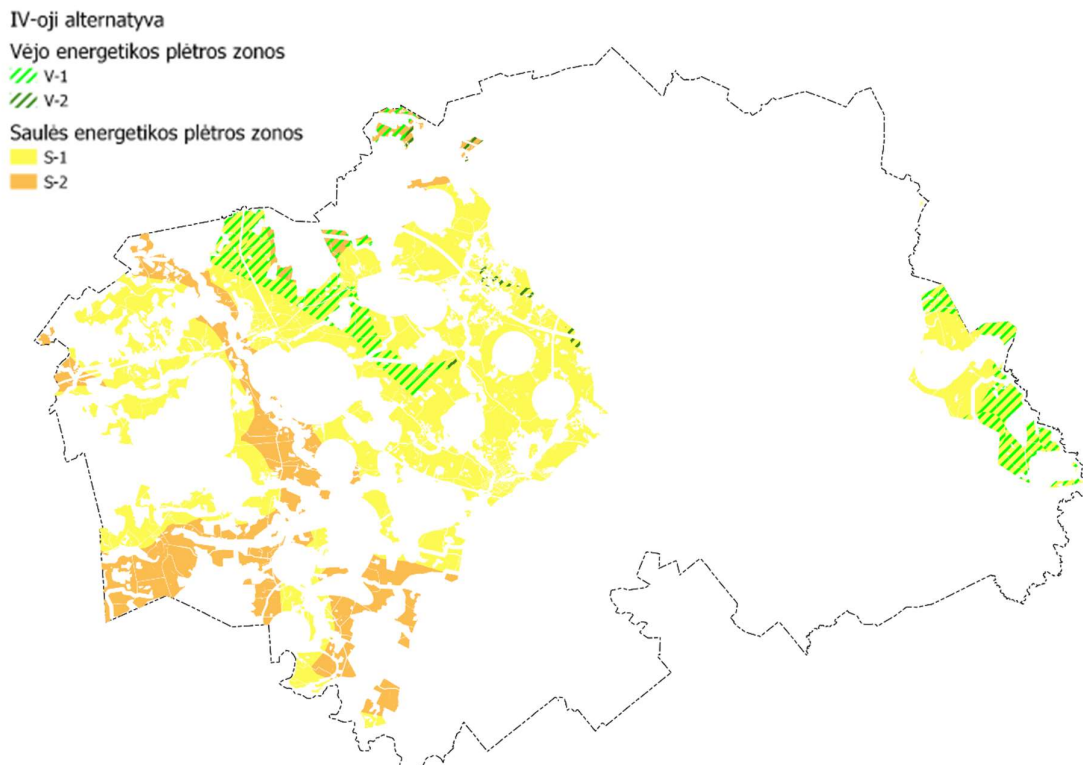 IV-oji alternatyva
Vėjo energetikos plėtros zonos
V-1
V-2
Saulės energetikos plėtros zonos
S-1
S-2